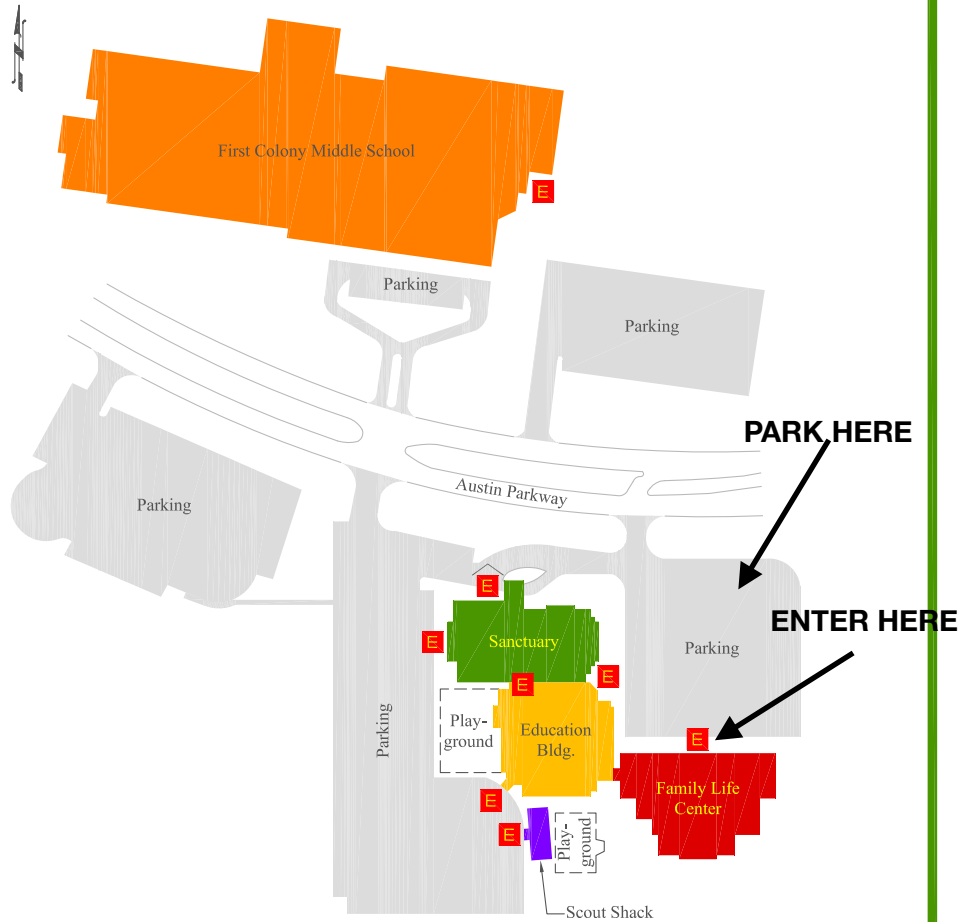 N
First Colony Middle School
E
Parking
Parking
PARK HERE
Austin Parkway
Parking
E
ENTER HERE
E
Sanctuary
Parking
E
E
Play-
ground
Education
Bldg.
Parking
E
Family Life
Center
E
E
Play-
ground
Scout Shack